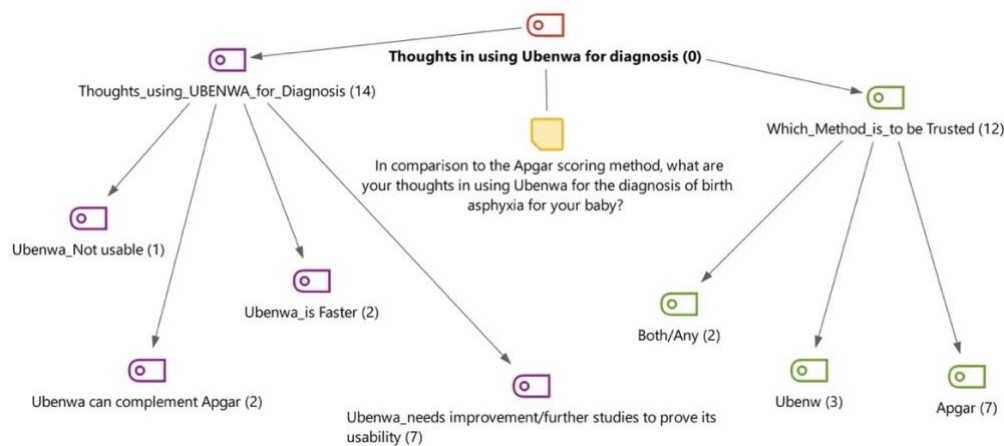 Thoughts in using Ubenwa for diagnosis (0)
Thoughts_using_UBENWA_for_Diagnosis (14)
Which_Method_is_to be Trusted (12)
In comparison to the Apgar scoring method, what are
your thoughts in using Ubenwa for the diagnosis of birth
asphyxia for your baby?
Ubenwa_Not usable (1)
Ubenwa_is Faster (2)
Both/Any (2)
Ubenwa can complement Apgar (2)
Ubenwa_needs improvement/further studies to prove its
usability (7)
Ubenw (3)
Apgar (7)